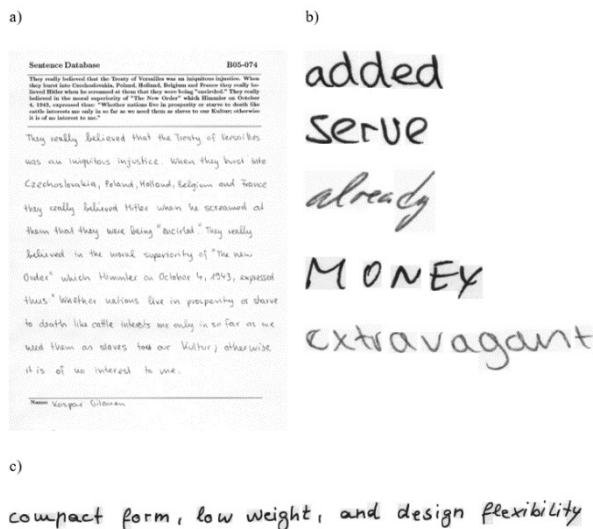 a)
Sentence Database B05-074
They really believed that the Treaty of Versailles was an iniquitous injustice. When
they burst into Czechoslovakia, Poland, Holland, Belgium and France they really be-
lieved Hitler when he screamed at them that they were being "encircled." They really
believed in the moral superiority of "The New Order" which Himmler on October
4, 1943, expressed thus: "Whether nations live in prosperity or starve to death like
cattle interests me only in so far as we need them as slaves to our Kultur; otherwise
it is of no interest to me."
They really believed that the Treaty of Versailles
was an iniquitous injustice. When they burst into
Czechoslovakia, Poland, Holland, Belgium and France
they really believed Hitler when he screamed at
them that they were being "encircled." They really
believed in the moral superiority of "The new
Order" which Himmler on October 4, 1943, expressed
thus "Whether nations live in prosperity or starve
to death like cattle interests me only in so far as we
need them as slaves to our Kultur; otherwise
it is of no interest to me.
Name:
b)
added
serve
already
MONEY
extravagant
c)
compact form, low weight, and design flexibility